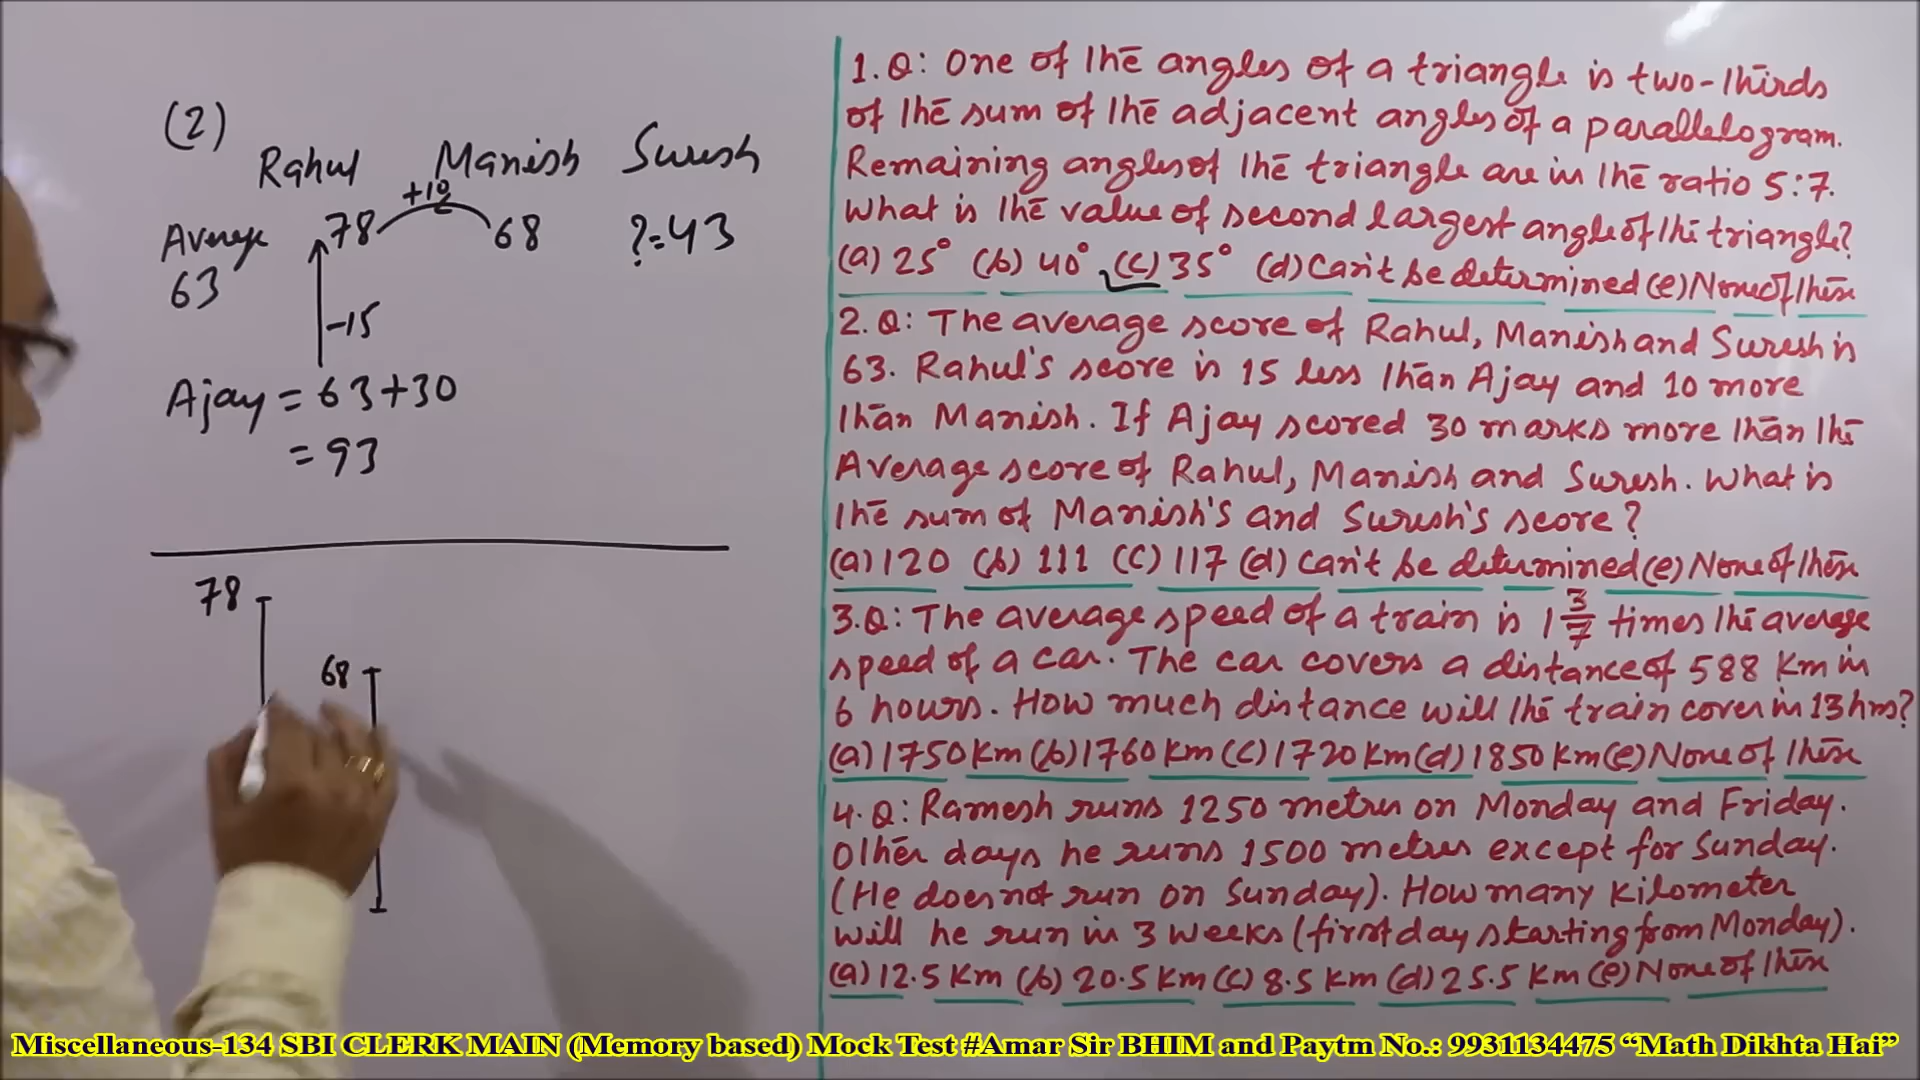 (2)
Rahul Manish Suresh
+10
Average 78 68 ?=43
63
-15
Ajay = 63+30
= 93
78
68
1.Q: One of the angles of a triangle is two-thirds
of the sum of the adjacent angles of a parallelogram.
Remaining angles of the triangle are in the ratio 5:7.
What is the value of second largest angle of the triangle?
(a) 25° (b) 40° (c) 35° (d) Can't be determined (e) None of these
2.Q: The average score of Rahul, Manish and Suresh is
63. Rahul's score is 15 less than Ajay and 10 more
than Manish. If Ajay scored 30 marks more than the
Average score of Rahul, Manish and Suresh. What is
the sum of Manish's and Suresh's score?
(a) 120 (b) 111 (c) 117 (d) Can't be determined (e) None of these
3.Q: The average speed of a train is 1 3/7 times the average
speed of a car. The car covers a distance of 588 Km in
6 hours. How much distance will the train cover in 13 hrs?
(a) 1750 Km (b) 1760 Km (c) 1720 Km (d) 1850 Km (e) None of these
4.Q: Ramesh runs 1250 metres on Monday and Friday.
Other days he runs 1500 metres except for Sunday.
(He does not run on Sunday). How many Kilometer
will he run in 3 weeks (first day starting from Monday).
(a) 12.5 Km (b) 20.5 Km (c) 8.5 Km (d) 25.5 Km (e) None of these
Miscellaneous-134 SBI CLERK MAIN (Memory based) Mock Test #Amar Sir BHIM and Paytm No.: 9931134475 “Math Dikhta Hai”